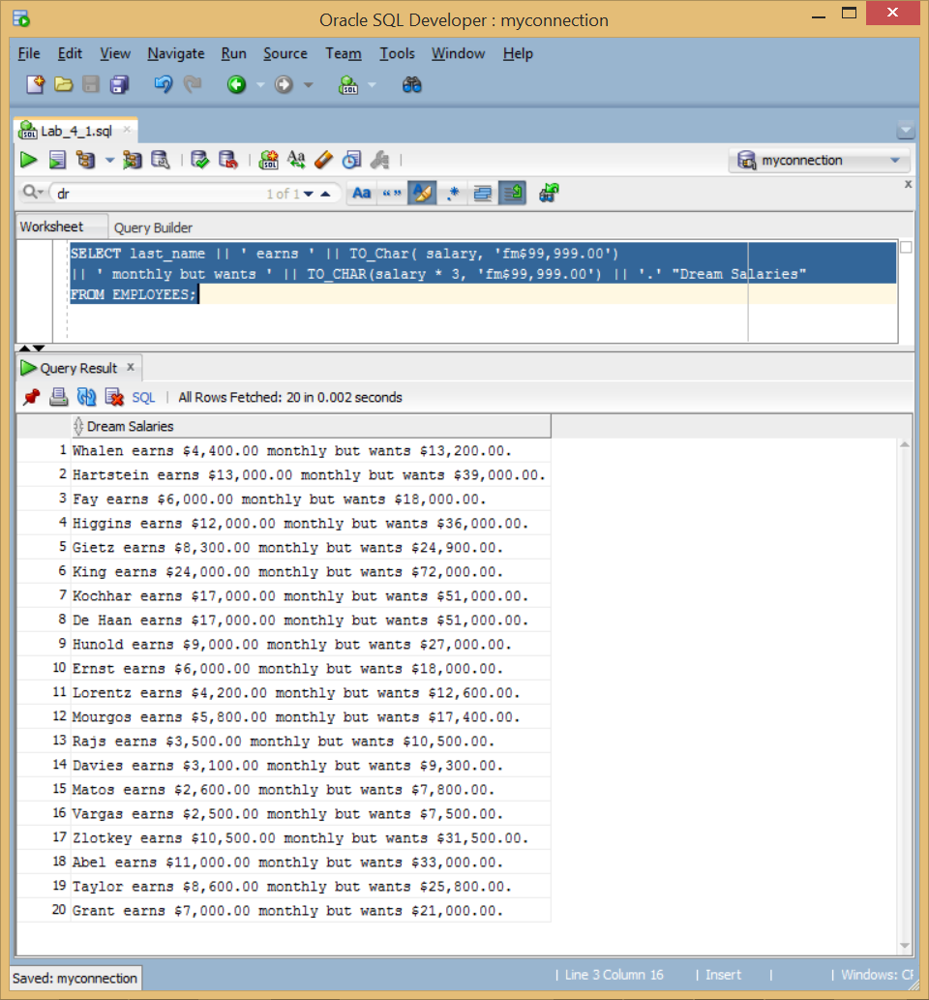 Oracle SQL Developer : myconnection
File Edit View Navigate Run Source Team Tools Window Help
Lab_4_1.sql
myconnection
dr 1 of 1
Worksheet Query Builder
SELECT last_name || ' earns ' || TO_Char( salary, 'fm$99,999.00')
|| ' monthly but wants ' || TO_CHAR(salary * 3, 'fm$99,999.00') || '.' "Dream Salaries"
FROM EMPLOYEES;
Query Result x
SQL | All Rows Fetched: 20 in 0.002 seconds
Dream Salaries
1 Whalen earns $4,400.00 monthly but wants $13,200.00.
2 Hartstein earns $13,000.00 monthly but wants $39,000.00.
3 Fay earns $6,000.00 monthly but wants $18,000.00.
4 Higgins earns $12,000.00 monthly but wants $36,000.00.
5 Gietz earns $8,300.00 monthly but wants $24,900.00.
6 King earns $24,000.00 monthly but wants $72,000.00.
7 Kochhar earns $17,000.00 monthly but wants $51,000.00.
8 De Haan earns $17,000.00 monthly but wants $51,000.00.
9 Hunold earns $9,000.00 monthly but wants $27,000.00.
10 Ernst earns $6,000.00 monthly but wants $18,000.00.
11 Lorentz earns $4,200.00 monthly but wants $12,600.00.
12 Mourgos earns $5,800.00 monthly but wants $17,400.00.
13 Rajs earns $3,500.00 monthly but wants $10,500.00.
14 Davies earns $3,100.00 monthly but wants $9,300.00.
15 Matos earns $2,600.00 monthly but wants $7,800.00.
16 Vargas earns $2,500.00 monthly but wants $7,500.00.
17 Zlotkey earns $10,500.00 monthly but wants $31,500.00.
18 Abel earns $11,000.00 monthly but wants $33,000.00.
19 Taylor earns $8,600.00 monthly but wants $25,800.00.
20 Grant earns $7,000.00 monthly but wants $21,000.00.
Saved: myconnection | Line 3 Column 16 | Insert | | Windows: